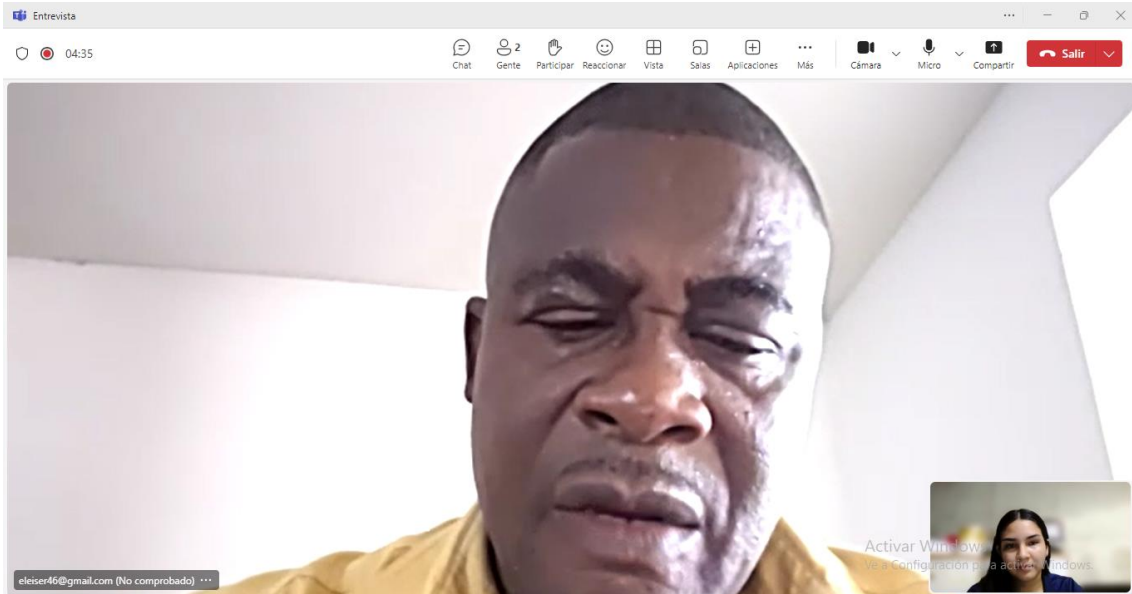 Entrevista
04:35
Chat
Gente 2
Participar
Reaccionar
Vista
Salas
Aplicaciones
Más
Cámara
Micro
Compartir
Salir
Activar Windows
Ve a Configuración para activar Windows.
eleiser46@gmail.com (No comprobado)